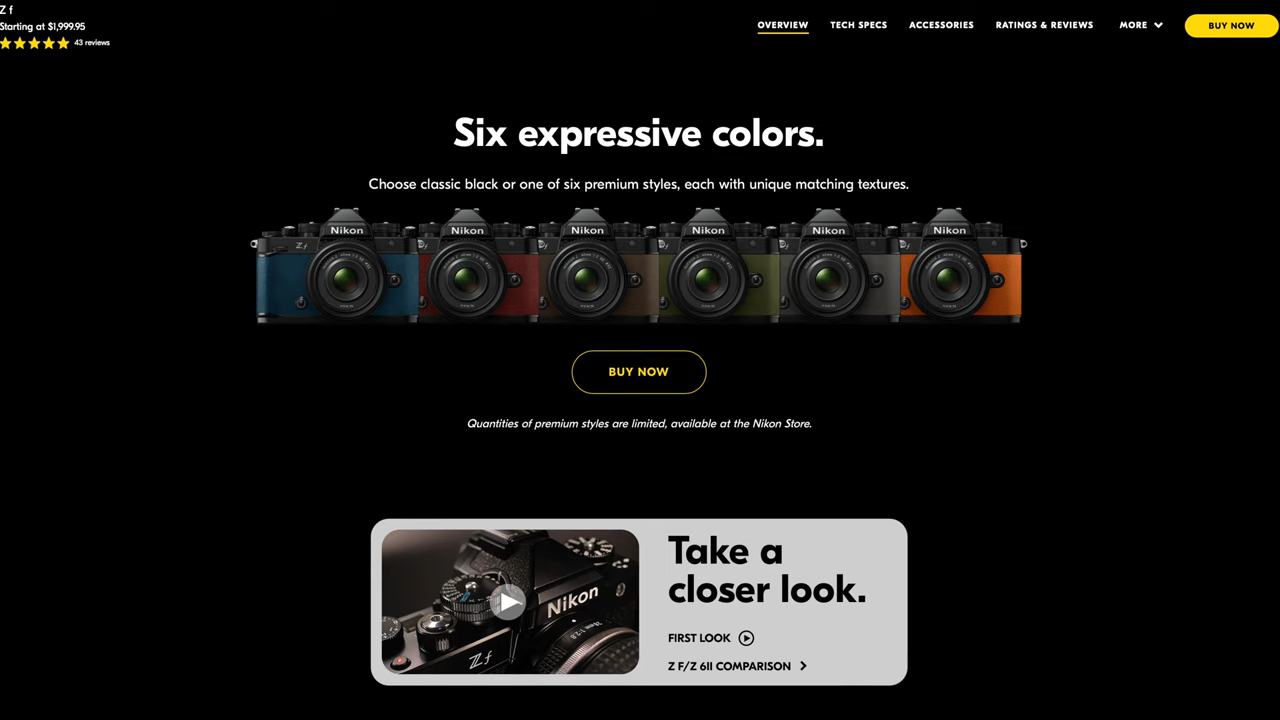 Z f
Starting at $1,999.95
43 reviews
OVERVIEW
TECH SPECS
ACCESSORIES
RATINGS & REVIEWS
MORE
BUY NOW
Six expressive colors.
Choose classic black or one of six premium styles, each with unique matching textures.
Nikon
Nikon
Nikon
Nikon
Nikon
Nikon
Zf
BUY NOW
Quantities of premium styles are limited, available at the Nikon Store.
Nikon
Zf
Take a
closer look.
FIRST LOOK
Z F/Z 6II COMPARISON